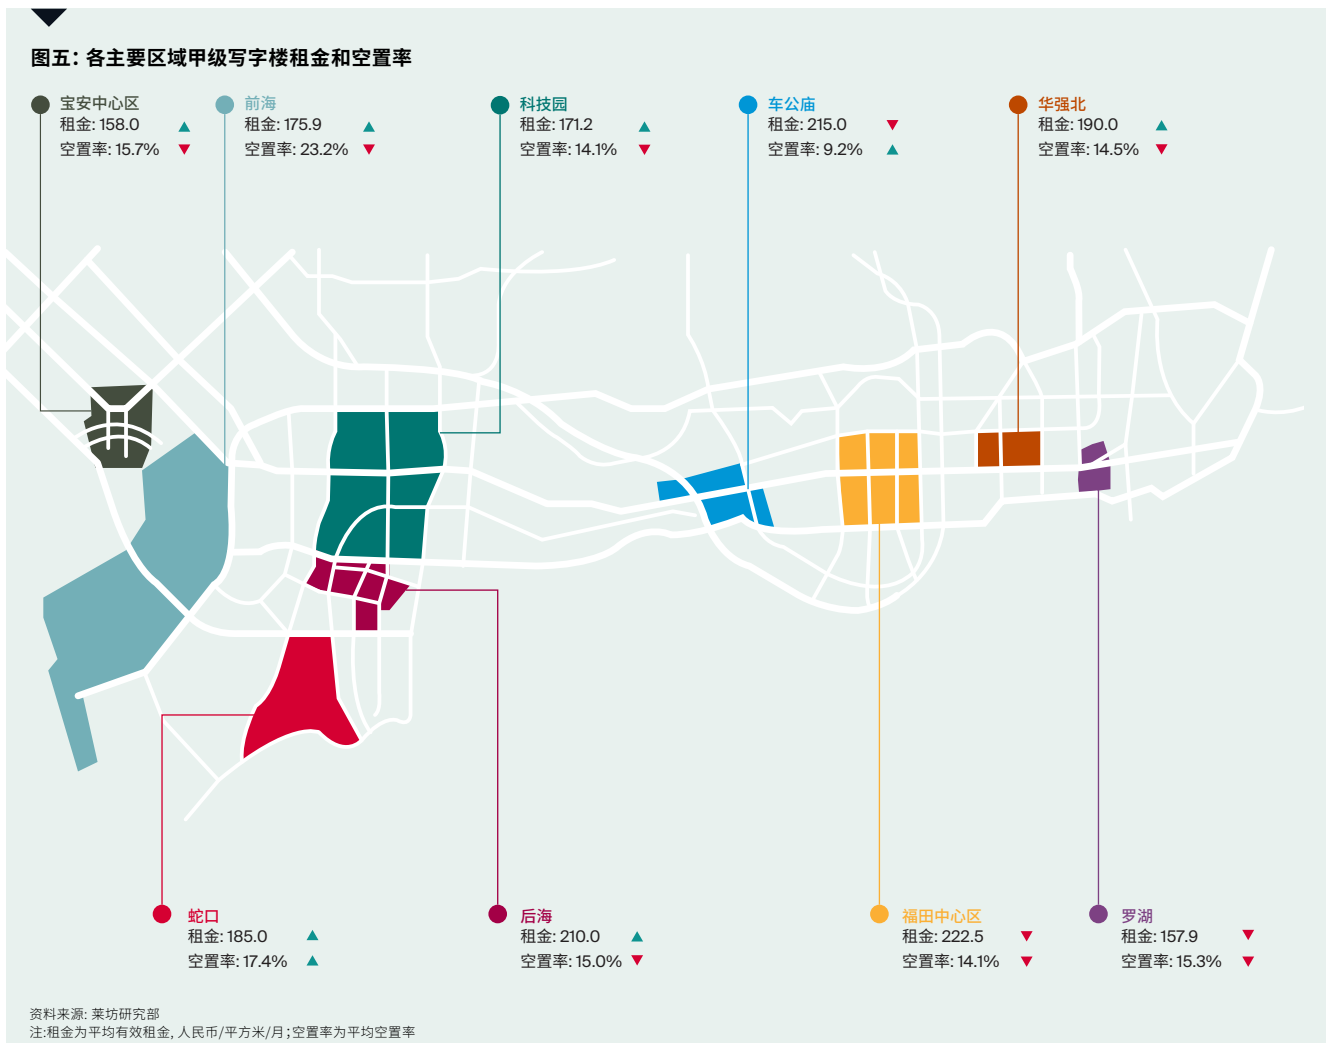 图五：各主要区域甲级写字楼租金和空置率
宝安中心区
租金: 158.0
空置率: 15.7%
前海
租金: 175.9
空置率: 23.2%
科技园
租金: 171.2
空置率: 14.1%
车公庙
租金: 215.0
空置率: 9.2%
华强北
租金: 190.0
空置率: 14.5%
蛇口
租金: 185.0
空置率: 17.4%
后海
租金: 210.0
空置率: 15.0%
福田中心区
租金: 222.5
空置率: 14.1%
罗湖
租金: 157.9
空置率: 15.3%
资料来源: 莱坊研究部
注:租金为平均有效租金, 人民币/平方米/月；空置率为平均空置率